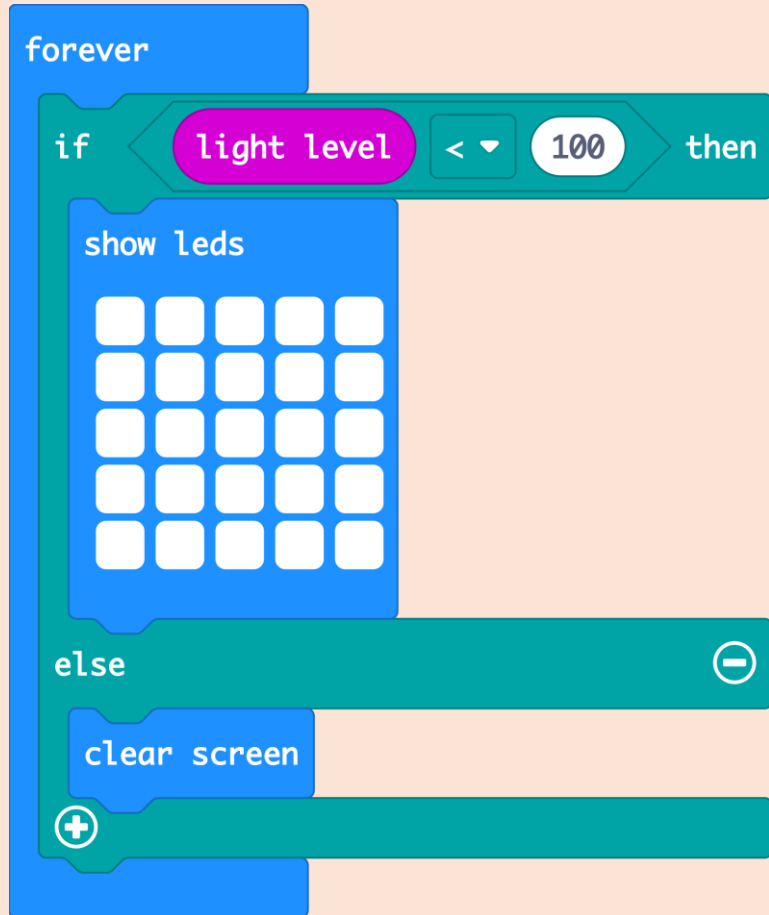 forever
if light level < 100 then
show leds
else
clear screen